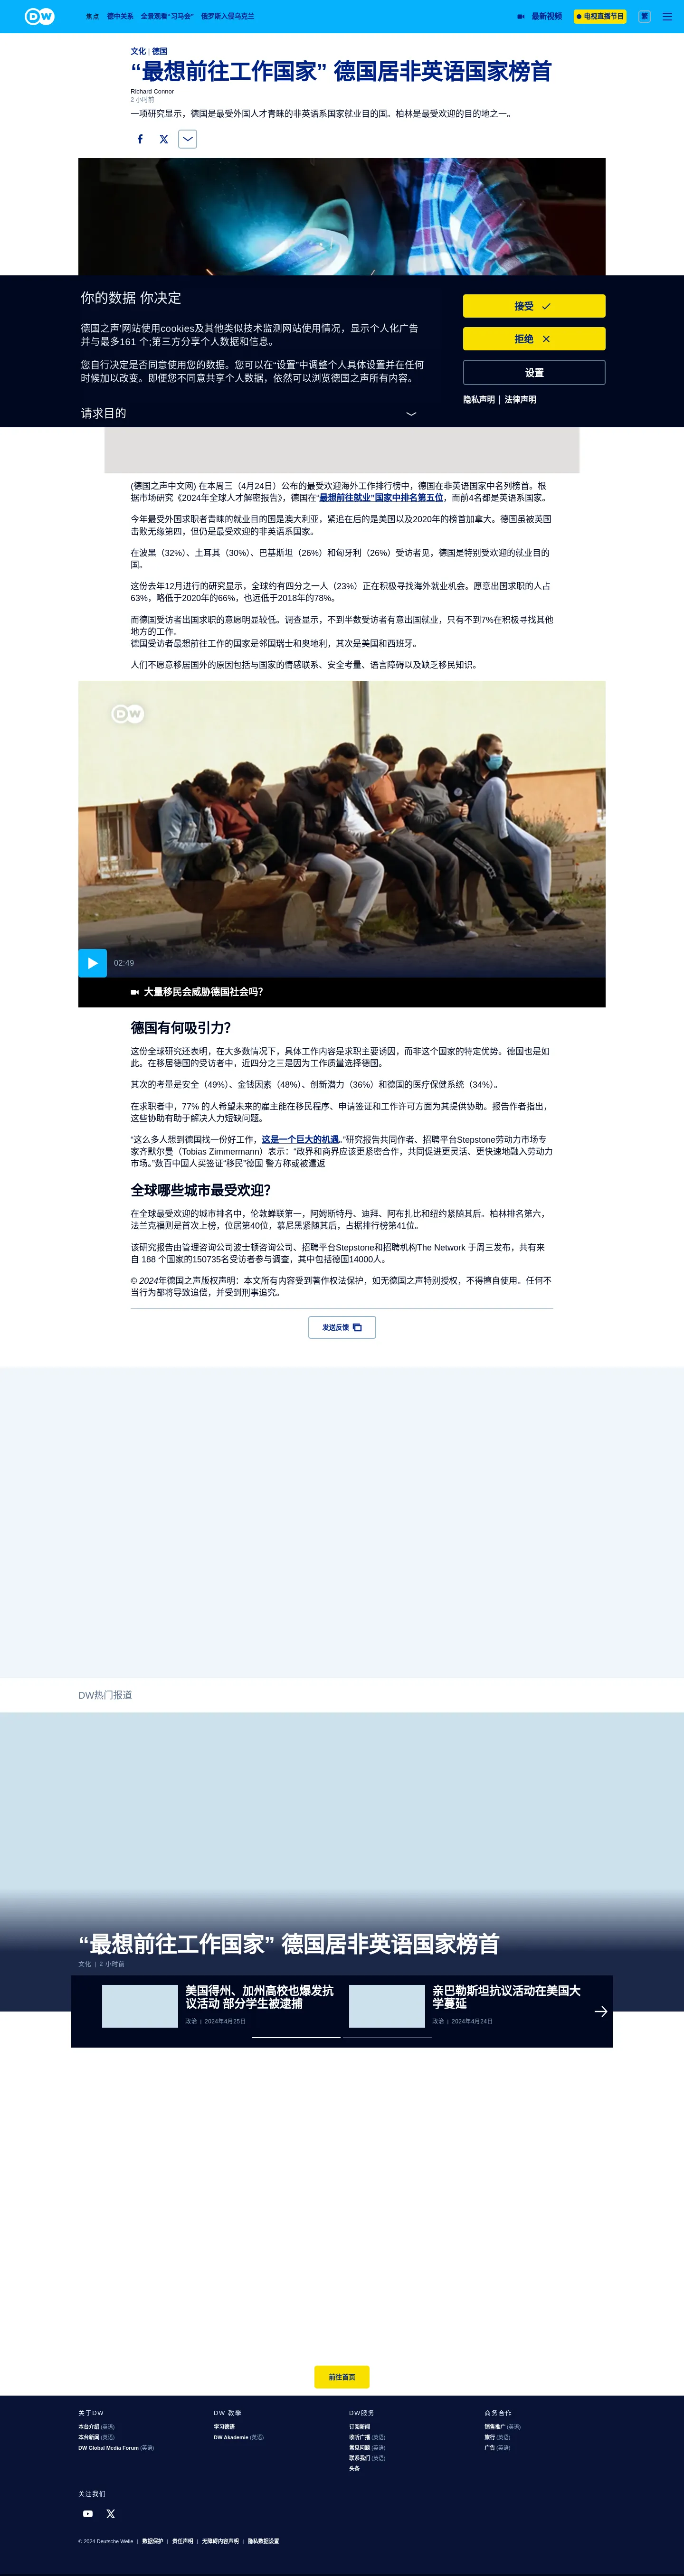 DW
焦点 德中关系 全景观看“习马会” 俄罗斯入侵乌克兰
最新视频 电视直播节目 繁
文化 | 德国
“最想前往工作国家” 德国居非英语国家榜首
Richard Connor
2 小时前
一项研究显示，德国是最受外国人才青睐的非英语系国家就业目的国。柏林是最受欢迎的目的地之一。
你的数据 你决定
德国之声'网站使用cookies及其他类似技术监测网站使用情况，显示个人化广告
并与最多161 个;第三方分享个人数据和信息。
您自行决定是否同意使用您的数据。您可以在“设置”中调整个人具体设置并在任何
时候加以改变。即便您不同意共享个人数据，依然可以浏览德国之声所有内容。
请求目的
接受
拒绝
设置
隐私声明 | 法律声明
(德国之声中文网) 在本周三（4月24日）公布的最受欢迎海外工作排行榜中，德国在非英语国家中名列榜首。根
据市场研究《2024年全球人才解密报告》，德国在“最想前往就业”国家中排名第五位，而前4名都是英语系国家。
今年最受外国求职者青睐的就业目的国是澳大利亚，紧追在后的是美国以及2020年的榜首加拿大。德国虽被英国
击败无缘第四，但仍是最受欢迎的非英语系国家。
在波黑（32%）、土耳其（30%）、巴基斯坦（26%）和匈牙利（26%）受访者见，德国是特别受欢迎的就业目的
国。
这份去年12月进行的研究显示，全球约有四分之一人（23%）正在积极寻找海外就业机会。愿意出国求职的人占
63%，略低于2020年的66%，也远低于2018年的78%。
而德国受访者出国求职的意愿明显较低。调查显示，不到半数受访者有意出国就业，只有不到7%在积极寻找其他
地方的工作。
德国受访者最想前往工作的国家是邻国瑞士和奥地利，其次是美国和西班牙。
人们不愿意移居国外的原因包括与国家的情感联系、安全考量、语言障碍以及缺乏移民知识。
DW
02:49
大量移民会威胁德国社会吗？
德国有何吸引力？
这份全球研究还表明，在大多数情况下，具体工作内容是求职主要诱因，而非这个国家的特定优势。德国也是如
此。在移居德国的受访者中，近四分之三是因为工作质量选择德国。
其次的考量是安全（49%）、金钱因素（48%）、创新潜力（36%）和德国的医疗保健系统（34%）。
在求职者中，77% 的人希望未来的雇主能在移民程序、申请签证和工作许可方面为其提供协助。报告作者指出，
这些协助有助于解决人力短缺问题。
“这么多人想到德国找一份好工作，这是一个巨大的机遇。”研究报告共同作者、招聘平台Stepstone劳动力市场专
家齐默尔曼（Tobias Zimmermann）表示：“政界和商界应该更紧密合作，共同促进更灵活、更快速地融入劳动力
市场。”数百中国人买签证“移民”德国 警方称或被遣返
全球哪些城市最受欢迎？
在全球最受欢迎的城市排名中，伦敦蝉联第一，阿姆斯特丹、迪拜、阿布扎比和纽约紧随其后。柏林排名第六，
法兰克福则是首次上榜，位居第40位，慕尼黑紧随其后，占据排行榜第41位。
该研究报告由管理咨询公司波士顿咨询公司、招聘平台Stepstone和招聘机构The Network 于周三发布，共有来
自 188 个国家的150735名受访者参与调查，其中包括德国14000人。
© 2024年德国之声版权声明：本文所有内容受到著作权法保护，如无德国之声特别授权，不得擅自使用。任何不
当行为都将导致追偿，并受到刑事追究。
发送反馈
DW热门报道
“最想前往工作国家” 德国居非英语国家榜首
文化 | 2 小时前
美国得州、加州高校也爆发抗
议活动 部分学生被逮捕
政治 | 2024年4月25日
亲巴勒斯坦抗议活动在美国大
学蔓延
政治 | 2024年4月24日
前往首页
关于DW
本台介绍 (英语)
本台新闻 (英语)
DW Global Media Forum (英语)
DW 教學
学习德语
DW Akademie (英语)
DW服务
订阅新闻
收听广播 (英语)
常见问题 (英语)
联系我们 (英语)
头条
商务合作
销售推广 (英语)
旅行 (英语)
广告 (英语)
关注我们
© 2024 Deutsche Welle | 数据保护 | 责任声明 | 无障碍内容声明 | 隐私数据设置